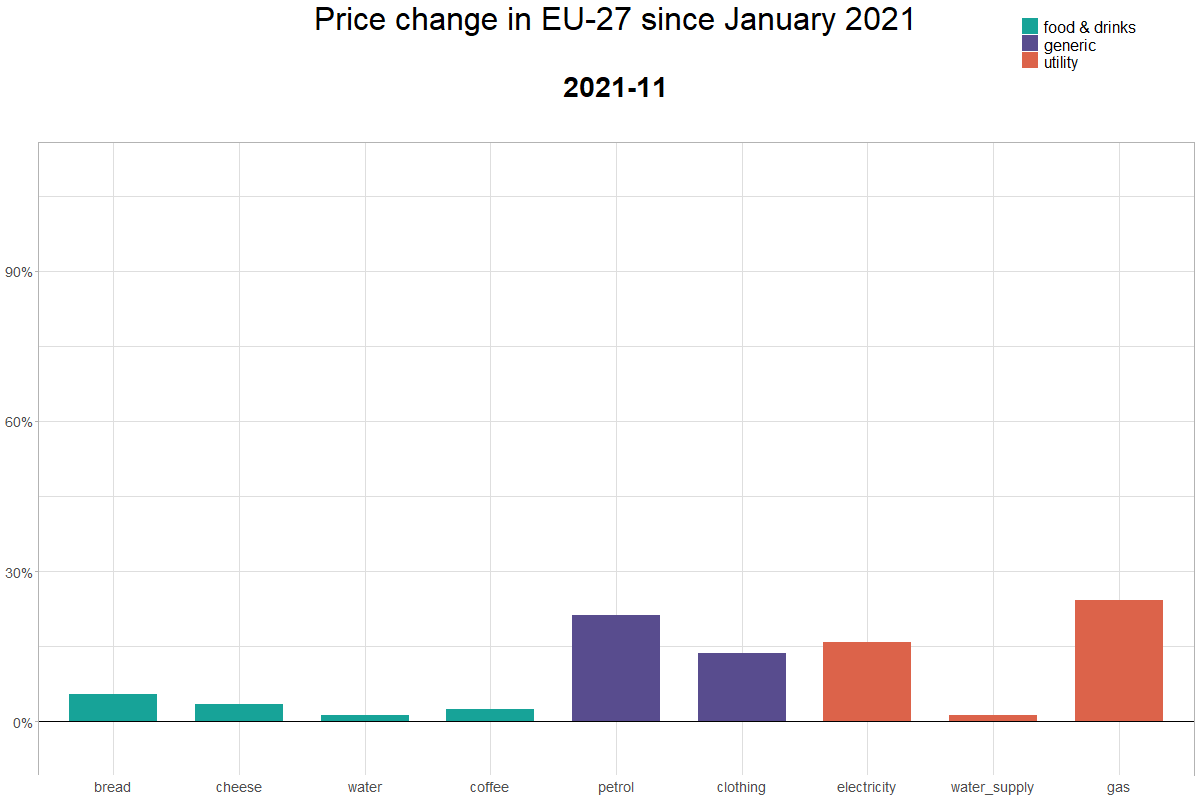 Price change in EU-27 since January 2021
food & drinks
generic
utility
2021-11
90%
60%
30%
0%
bread cheese water coffee petrol clothing electricity water_supply gas